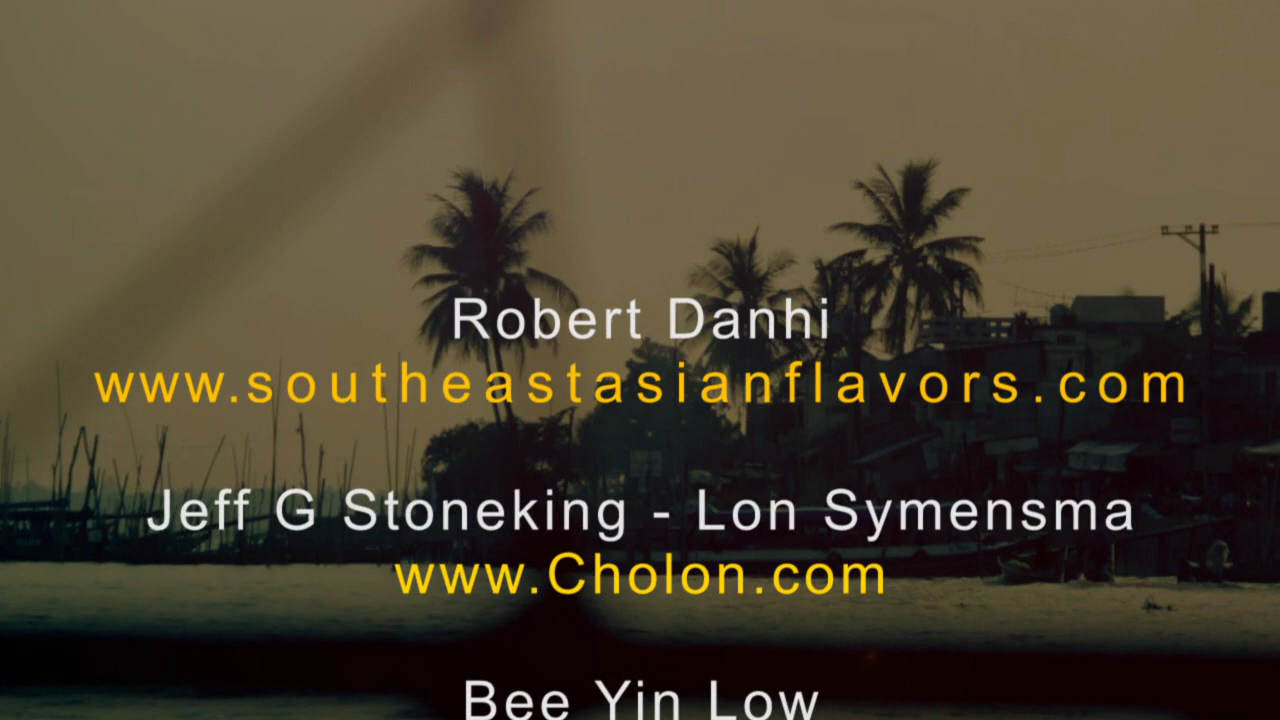 Robert Danhi
www.southeastasianflavors.com
Jeff G Stoneking - Lon Symensma
www.Cholon.com
Bee Yin Low